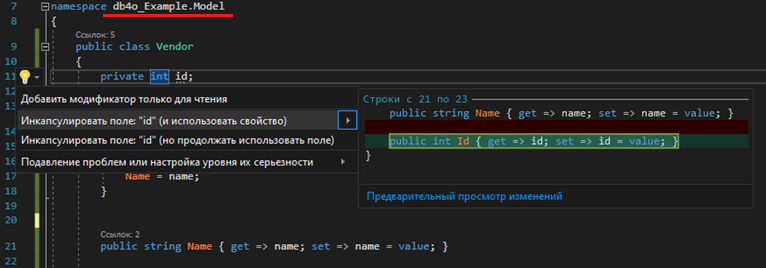 7 namespace db4o_Example.Model
8 {
Ссылок: 5
9 public class Vendor
10 {
11 private int id;
12
Добавить модификатор только для чтения
Инкапсулировать поле: "id" (и использовать свойство)
Инкапсулировать поле: "id" (но продолжать использовать поле)
Подавление проблем или настройка уровня их серьезности
Строки с 21 по 23
public string Name { get => name; set => name = value; }
public int Id { get => id; set => id = value; }
}
Предварительный просмотр изменений
17 Name = name;
18 }
19
20
Ссылок: 2
21 public string Name { get => name; set => name = value; }
22